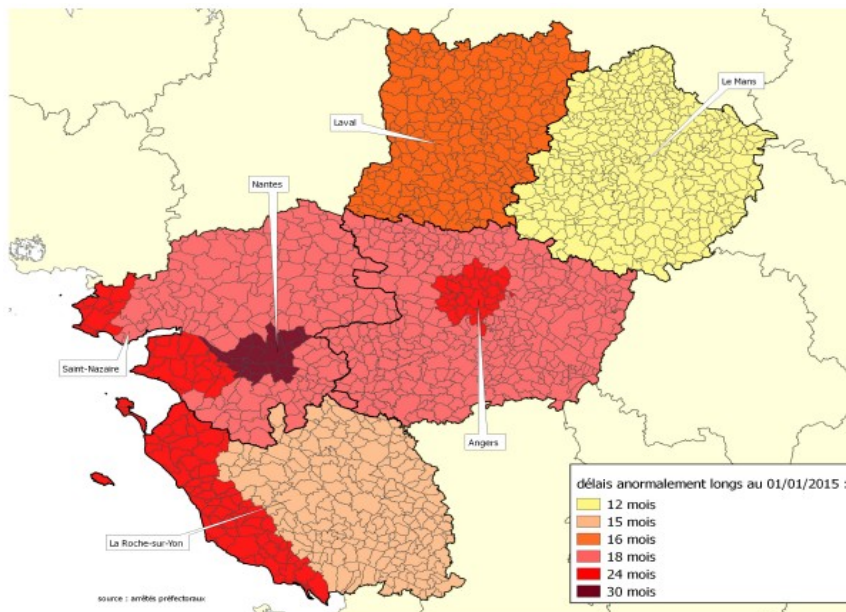 Le Mans
Laval
Nantes
Saint-Nazaire
Angers
La Roche-sur-Yon
délais anormalement longs au 01/01/2015 :
12 mois
15 mois
16 mois
18 mois
24 mois
30 mois
source : arrêtés préfectoraux